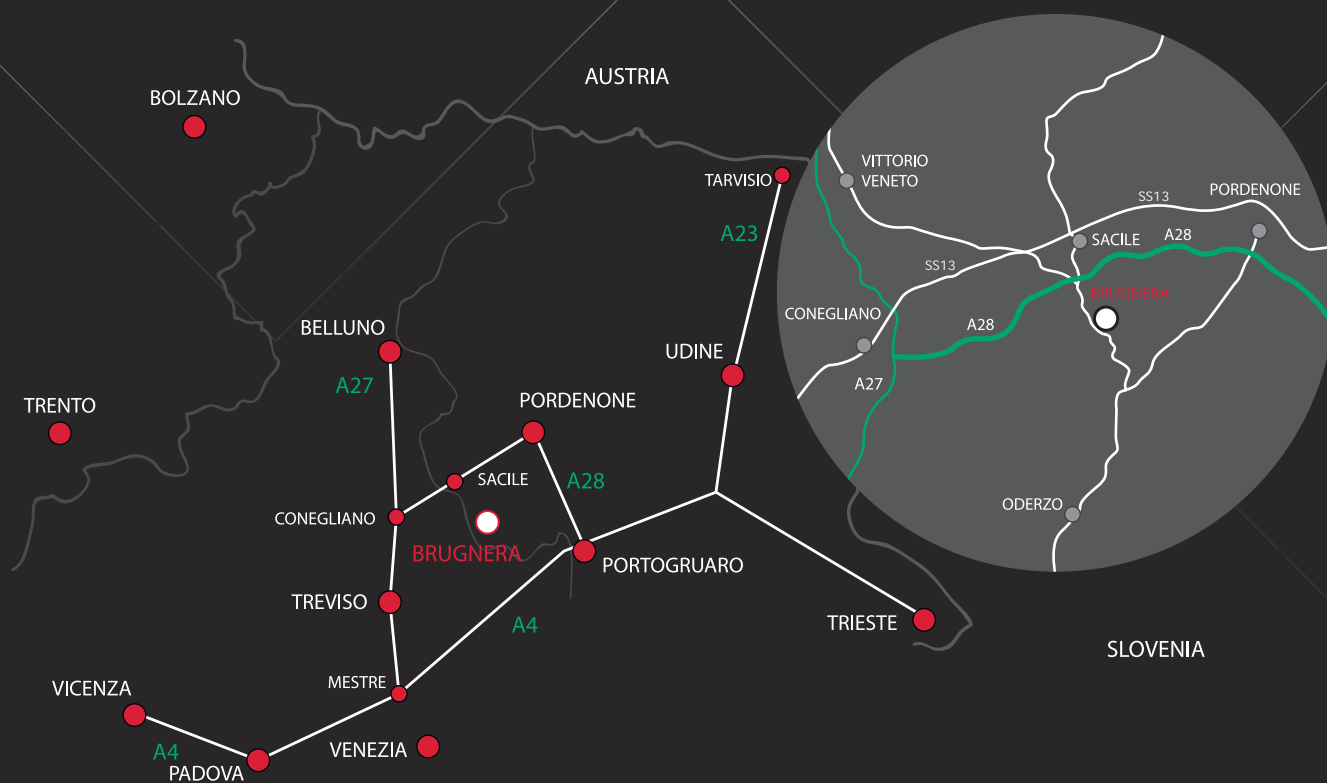 AUSTRIA
BOLZANO
TARVISIO
A23
BELLUNO
A27
UDINE
TRENTO
PORDENONE
SACILE
A28
CONEGLIANO
BRUGNERA
PORTOGRUARO
TREVISO
A4
TRIESTE
SLOVENIA
MESTRE
VICENZA
A4
PADOVA
VENEZIA
VITTORIO
VENETO
PORDENONE
SS13
SACILE
A28
SS13
BRUGNERA
CONEGLIANO
A28
A27
ODERZO